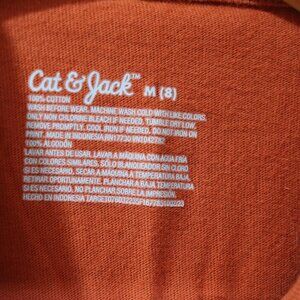 Cat & Jack™ M (8)
100% COTTON
WASH BEFORE WEAR. MACHINE WASH COLD WITH LIKE COLORS.
ONLY NON CHLORINE BLEACH IF NEEDED. TUMBLE DRY LOW.
REMOVE PROMPTLY. COOL IRON IF NEEDED. DO NOT IRON ON
PRINT. MADE IN INDONESIA RN17730
100% ALGODÓN
LAVAR ANTES DE USAR. LAVAR A MÁQUINA CON AGUA FRÍA
CON COLORES SIMILARES. SÓLO BLANQUEADOR SIN CLORO
SI ES NECESARIO. SECAR A MÁQUINA A TEMPERATURA BAJA.
RETIRAR OPORTUNAMENTE. PLANCHAR A BAJA TEMPERATURA
SI ES NECESARIO. NO PLANCHAR SOBRE LA IMPRESIÓN.
HECHO EN INDONESIA